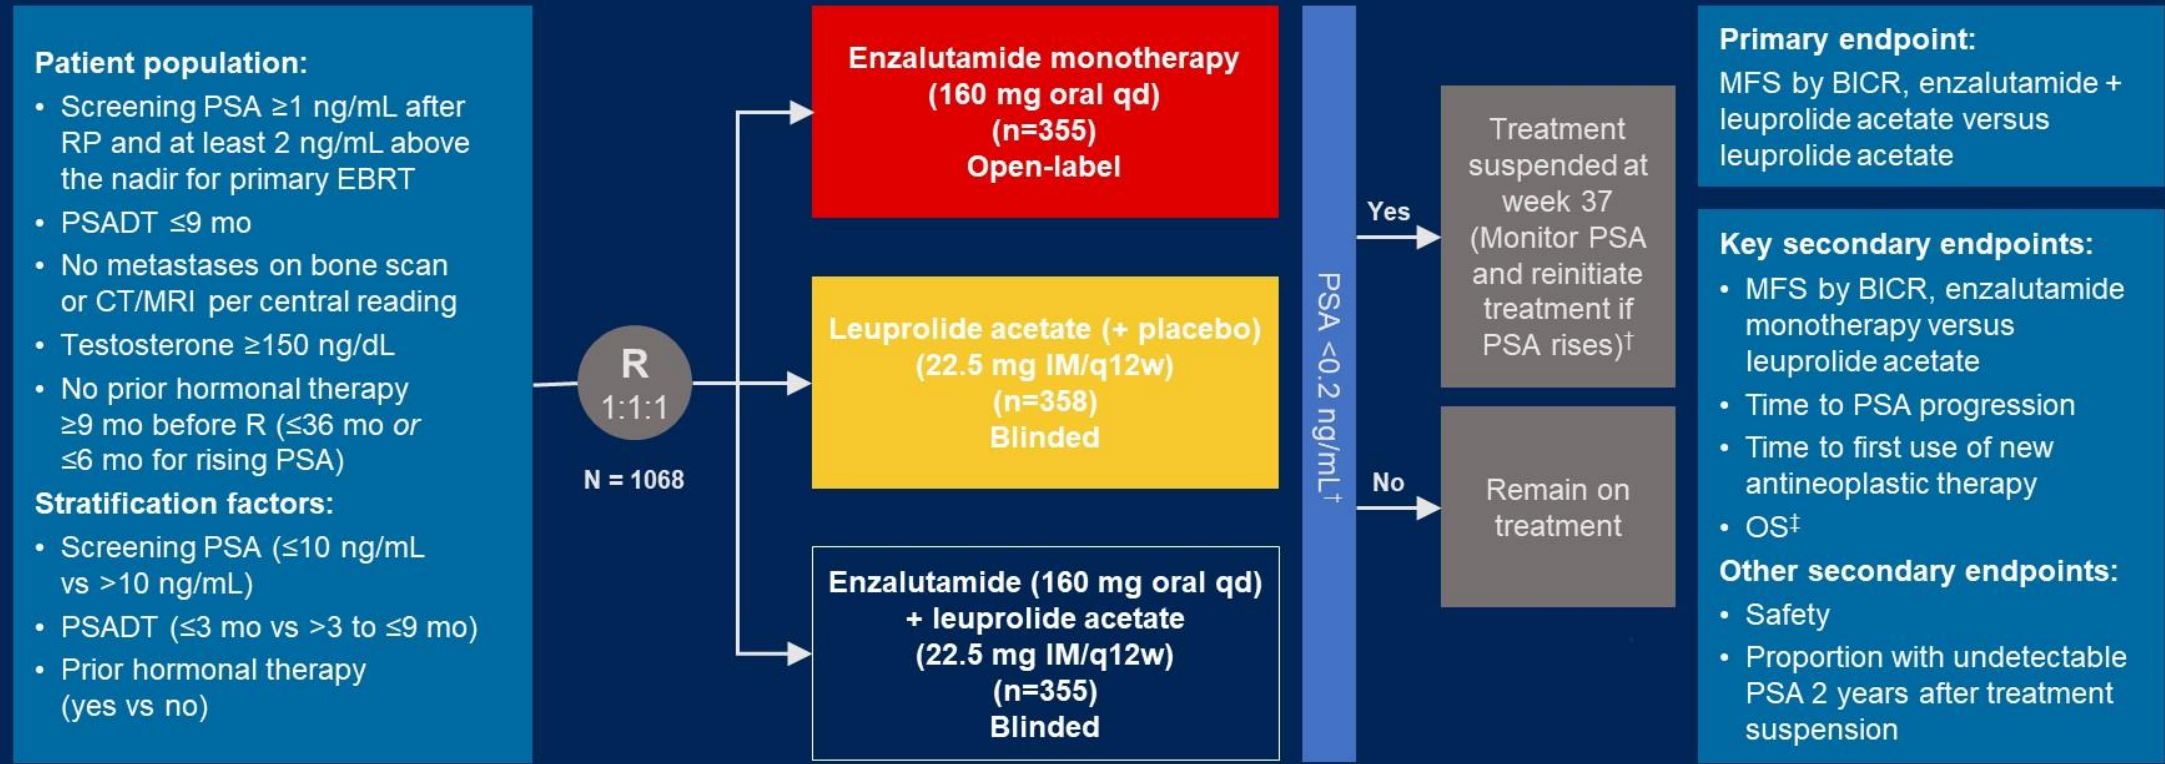 Patient population:
• Screening PSA ≥1 ng/mL after
RP and at least 2 ng/mL above
the nadir for primary EBRT
• PSADT ≤9 mo
• No metastases on bone scan
or CT/MRI per central reading
• Testosterone ≥150 ng/dL
• No prior hormonal therapy
≥9 mo before R (≤36 mo or
≤6 mo for rising PSA)
Stratification factors:
• Screening PSA (≤10 ng/mL
vs >10 ng/mL)
• PSADT (≤3 mo vs >3 to ≤9 mo)
• Prior hormonal therapy
(yes vs no)
R
1:1:1
N = 1068
Enzalutamide monotherapy
(160 mg oral qd)
(n=355)
Open-label
Leuprolide acetate (+ placebo)
(22.5 mg IM/q12w)
(n=358)
Blinded
Enzalutamide (160 mg oral qd)
+ leuprolide acetate
(22.5 mg IM/q12w)
(n=355)
Blinded
PSA <0.2 ng/mL†
Yes
Treatment
suspended at
week 37
(Monitor PSA
and reinitiate
treatment if
PSA rises)†
No
Remain on
treatment
Primary endpoint:
MFS by BICR, enzalutamide +
leuprolide acetate versus
leuprolide acetate
Key secondary endpoints:
• MFS by BICR, enzalutamide
monotherapy versus
leuprolide acetate
• Time to PSA progression
• Time to first use of new
antineoplastic therapy
• OS‡
Other secondary endpoints:
• Safety
• Proportion with undetectable
PSA 2 years after treatment
suspension